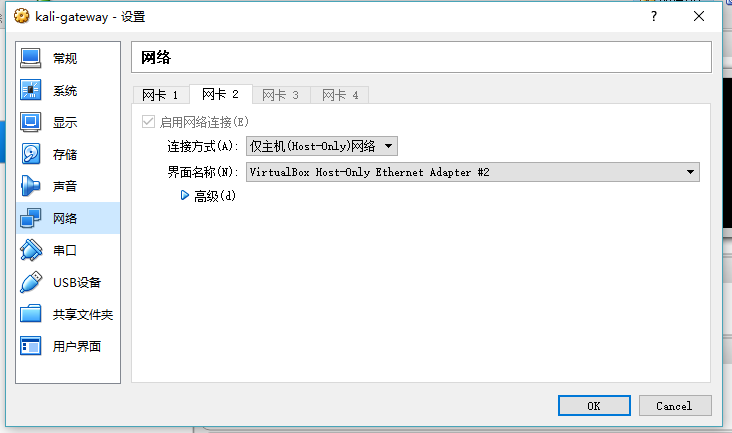 kali-gateway - 设置
?
常规
系统
显示
存储
声音
网络
串口
USB设备
共享文件夹
用户界面
网络
网卡 1 网卡 2 网卡 3 网卡 4
启用网络连接(E)
连接方式(A): 仅主机(Host-Only)网络
界面名称(N): VirtualBox Host-Only Ethernet Adapter #2
高级(d)
OK Cancel